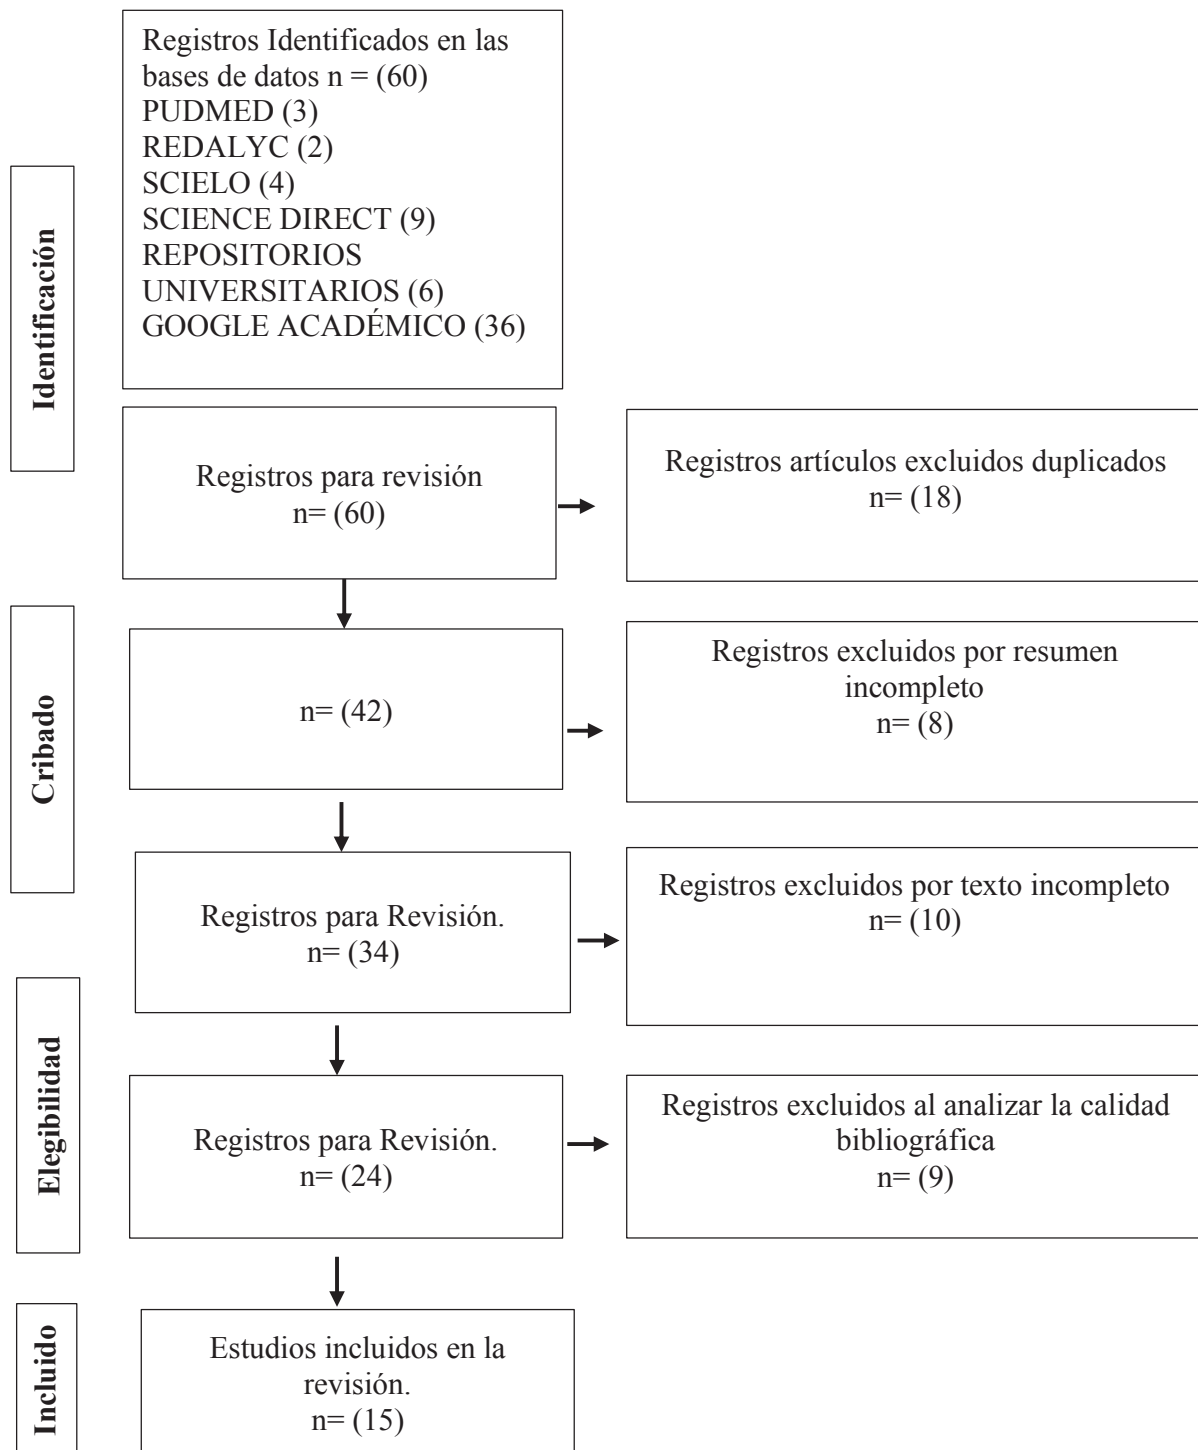 Registros Identificados en las
bases de datos n = (60)
PUDMED (3)
REDALYC (2)
SCIELO (4)
SCIENCE DIRECT (9)
REPOSITORIOS
UNIVERSITARIOS (6)
GOOGLE ACADÉMICO (36)
Identificación
Registros para revisión
n= (60)
Registros artículos excluidos duplicados
n= (18)
Cribado
n= (42)
Registros excluidos por resumen
incompleto
n= (8)
Registros para Revisión.
n= (34)
Registros excluidos por texto incompleto
n= (10)
Elegibilidad
Registros para Revisión.
n= (24)
Registros excluidos al analizar la calidad
bibliográfica
n= (9)
Incluido
Estudios incluidos en la
revisión.
n= (15)